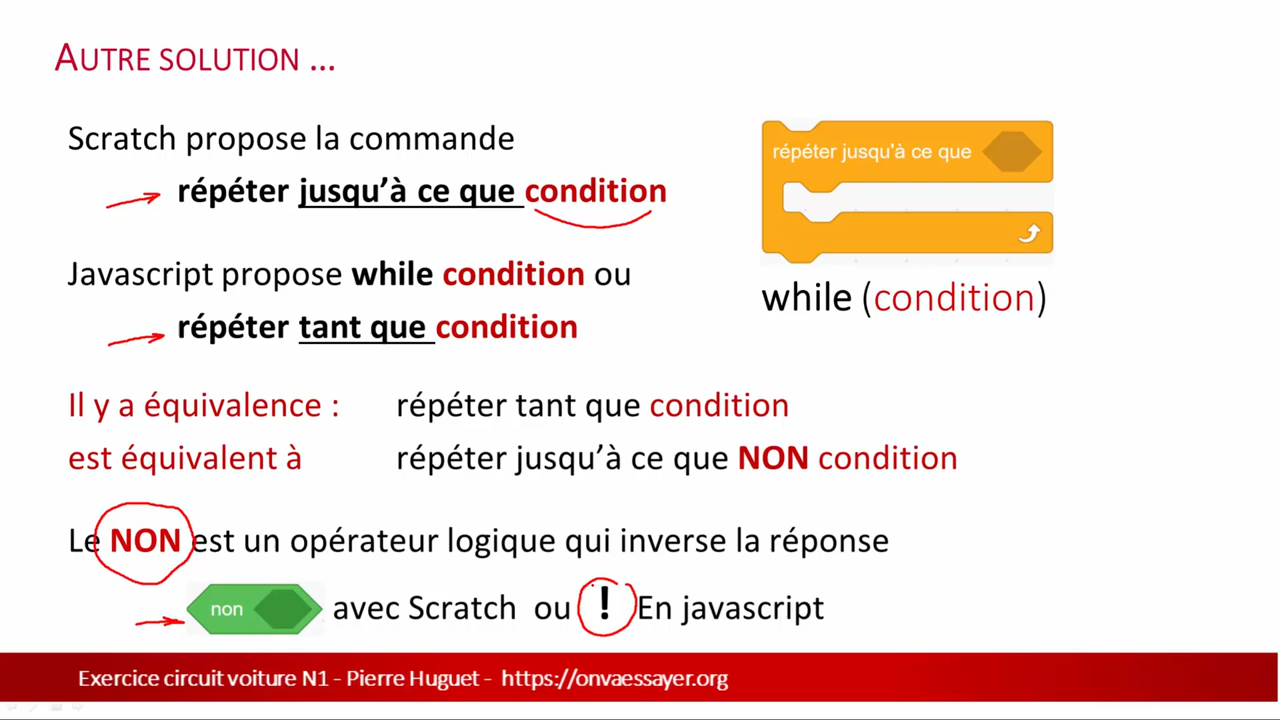 AUTRE SOLUTION ...
Scratch propose la commande
répéter jusqu’à ce que condition
répéter jusqu'à ce que
Javascript propose while condition ou
while (condition)
répéter tant que condition
Il y a équivalence : répéter tant que condition
est équivalent à répéter jusqu’à ce que NON condition
Le NON est un opérateur logique qui inverse la réponse
non avec Scratch ou ! En javascript
Exercice circuit voiture N1 - Pierre Huguet - https://onvaessayer.org